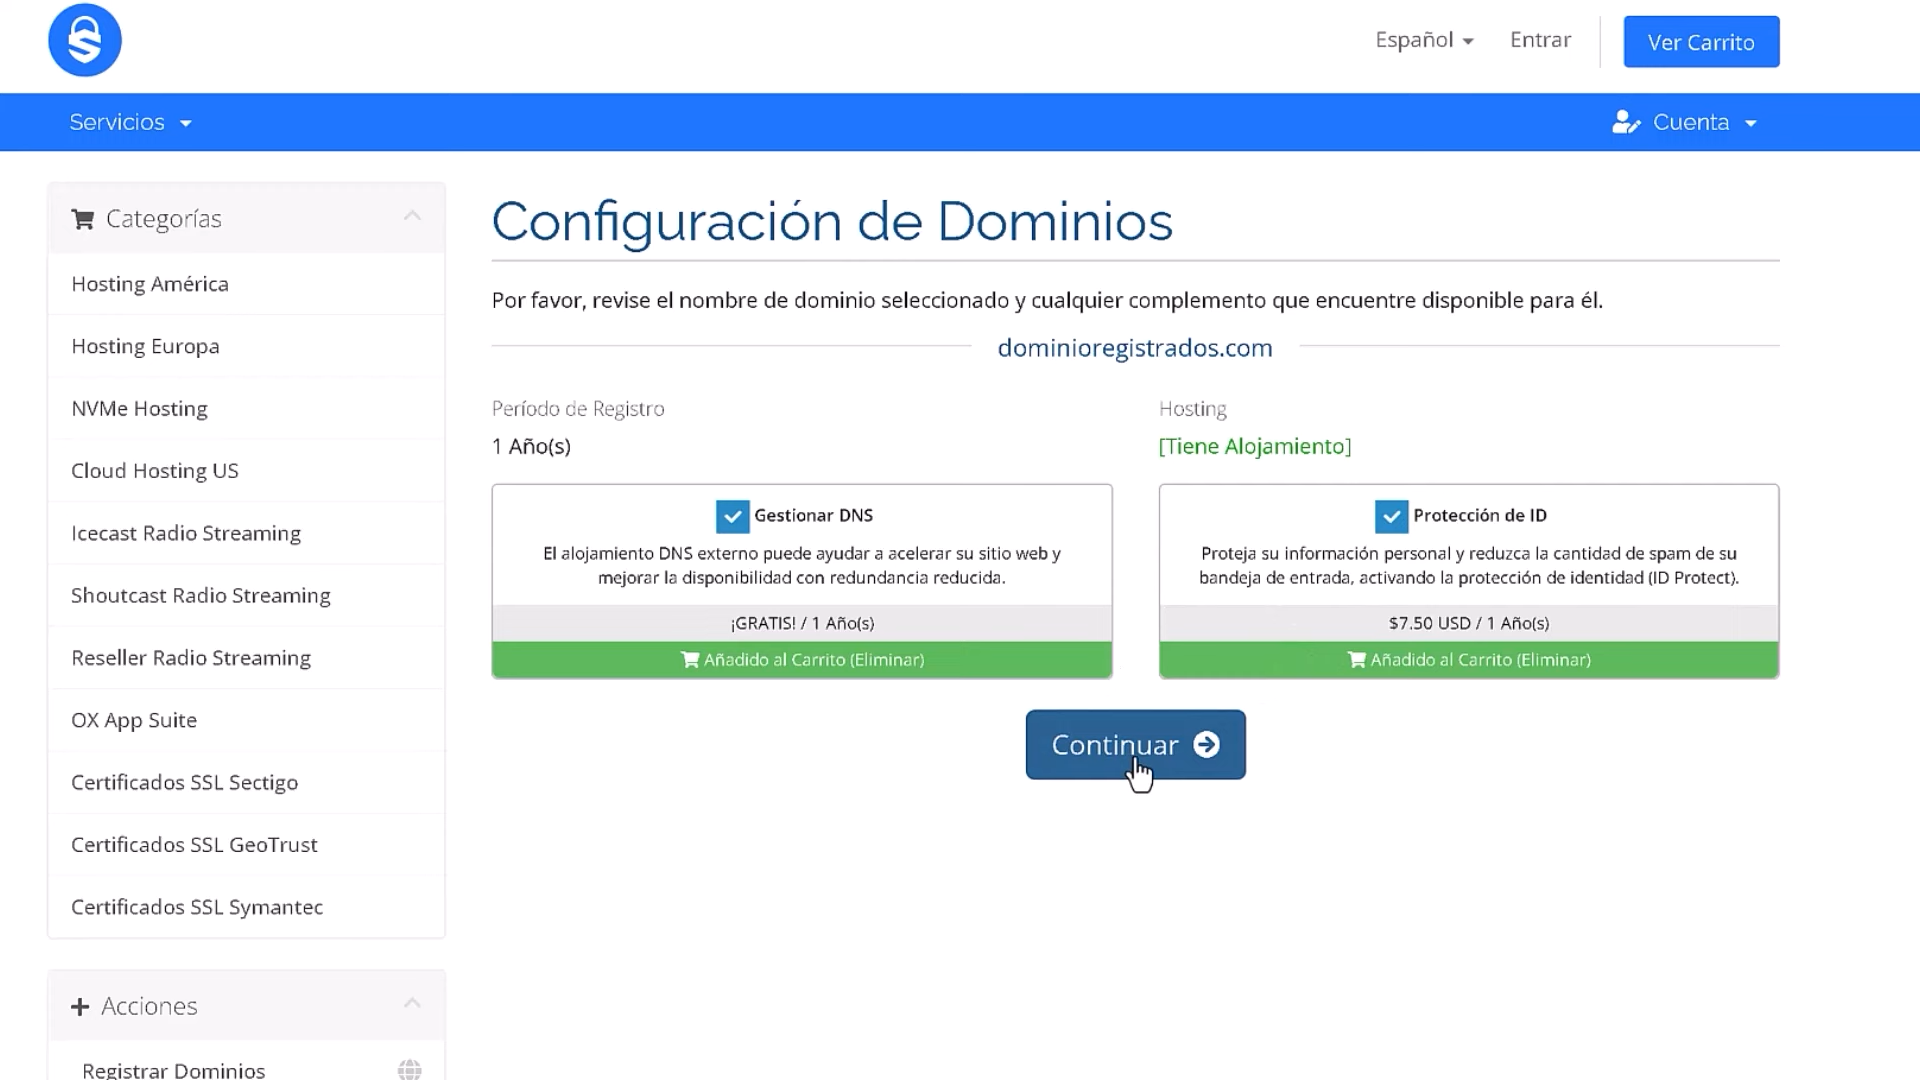 Español
Entrar
Ver Carrito
Servicios
Cuenta
Categorías
Hosting América
Hosting Europa
NVMe Hosting
Cloud Hosting US
Icecast Radio Streaming
Shoutcast Radio Streaming
Reseller Radio Streaming
OX App Suite
Certificados SSL Sectigo
Certificados SSL GeoTrust
Certificados SSL Symantec
Acciones
Registrar Dominios
Configuración de Dominios
Por favor, revise el nombre de dominio seleccionado y cualquier complemento que encuentre disponible para él.
dominioregistrados.com
Período de Registro
1 Año(s)
Hosting
[Tiene Alojamiento]
Gestionar DNS
El alojamiento DNS externo puede ayudar a acelerar su sitio web y
mejorar la disponibilidad con redundancia reducida.
¡GRATIS! / 1 Año(s)
Añadido al Carrito (Eliminar)
Protección de ID
Proteja su información personal y reduzca la cantidad de spam de su
bandeja de entrada, activando la protección de identidad (ID Protect).
$7.50 USD / 1 Año(s)
Añadido al Carrito (Eliminar)
Continuar